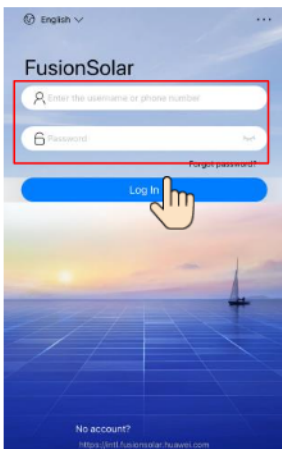 English
...
FusionSolar
Enter the username or phone number
Password
Forgot password?
Log In
No account?
https://intl.fusionsolar.huawei.com